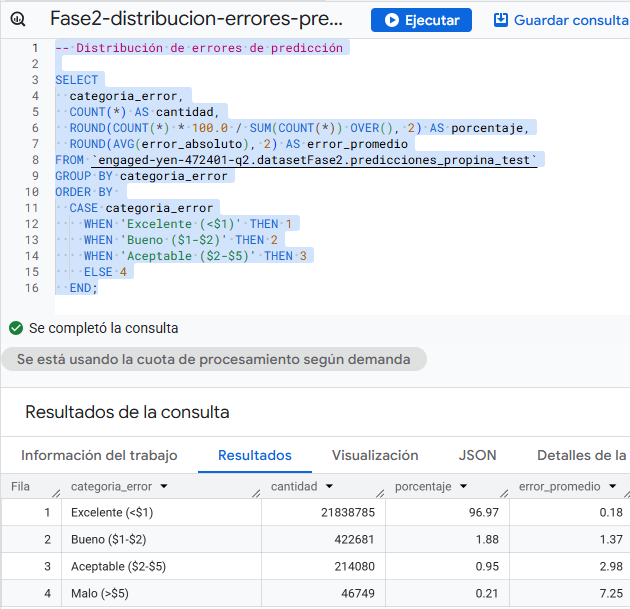 Fase2-distribucion-errores-pre...
Ejecutar
Guardar consulta
1 -- Distribución de errores de predicción
2
3 SELECT
4 categoria_error,
5 COUNT(*) AS cantidad,
6 ROUND(COUNT(*) * 100.0 / SUM(COUNT(*)) OVER(), 2) AS porcentaje,
7 ROUND(AVG(error_absoluto), 2) AS error_promedio
8 FROM `engaged-yen-472401-q2.datasetFase2.predicciones_propina_test`
9 GROUP BY categoria_error
10 ORDER BY
11 CASE categoria_error
12 WHEN 'Excelente (<$1)' THEN 1
13 WHEN 'Bueno ($1-$2)' THEN 2
14 WHEN 'Aceptable ($2-$5)' THEN 3
15 ELSE 4
16 END;
Se completó la consulta
Se está usando la cuota de procesamiento según demanda
Resultados de la consulta
Información del trabajo Resultados Visualización JSON Detalles de la
Fila categoria_error cantidad porcentaje error_promedio
1 Excelente (<$1) 21838785 96.97 0.18
2 Bueno ($1-$2) 422681 1.88 1.37
3 Aceptable ($2-$5) 214080 0.95 2.98
4 Malo (>$5) 46749 0.21 7.25